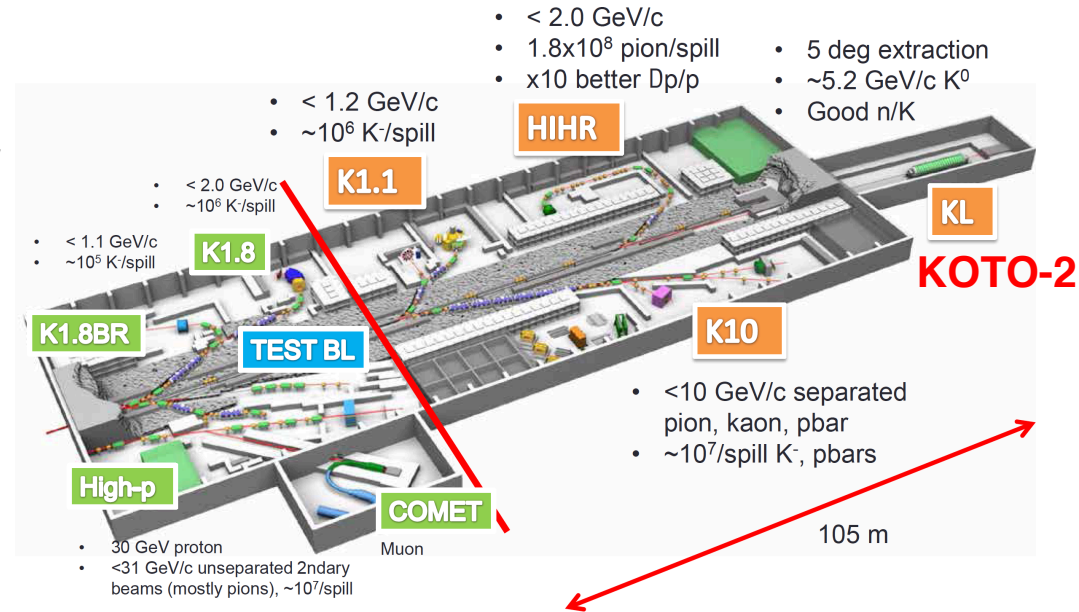 • < 2.0 GeV/c
• 1.8x10⁸ pion/spill
• x10 better Dp/p
HIHR
• 5 deg extraction
• ~5.2 GeV/c K⁰
• Good n/K
KL
KOTO-2
• < 1.2 GeV/c
• ~10⁶ K⁻/spill
K1.1
• < 2.0 GeV/c
• ~10⁶ K⁻/spill
K1.8
• < 1.1 GeV/c
• ~10⁵ K⁻/spill
K1.8BR
TEST BL
K10
• <10 GeV/c separated
pion, kaon, pbar
• ~10⁷/spill K⁻, pbars
High-p
COMET
105 m
• 30 GeV proton
• <31 GeV/c unseparated 2ndary
beams (mostly pions), ~10⁷/spill
Muon